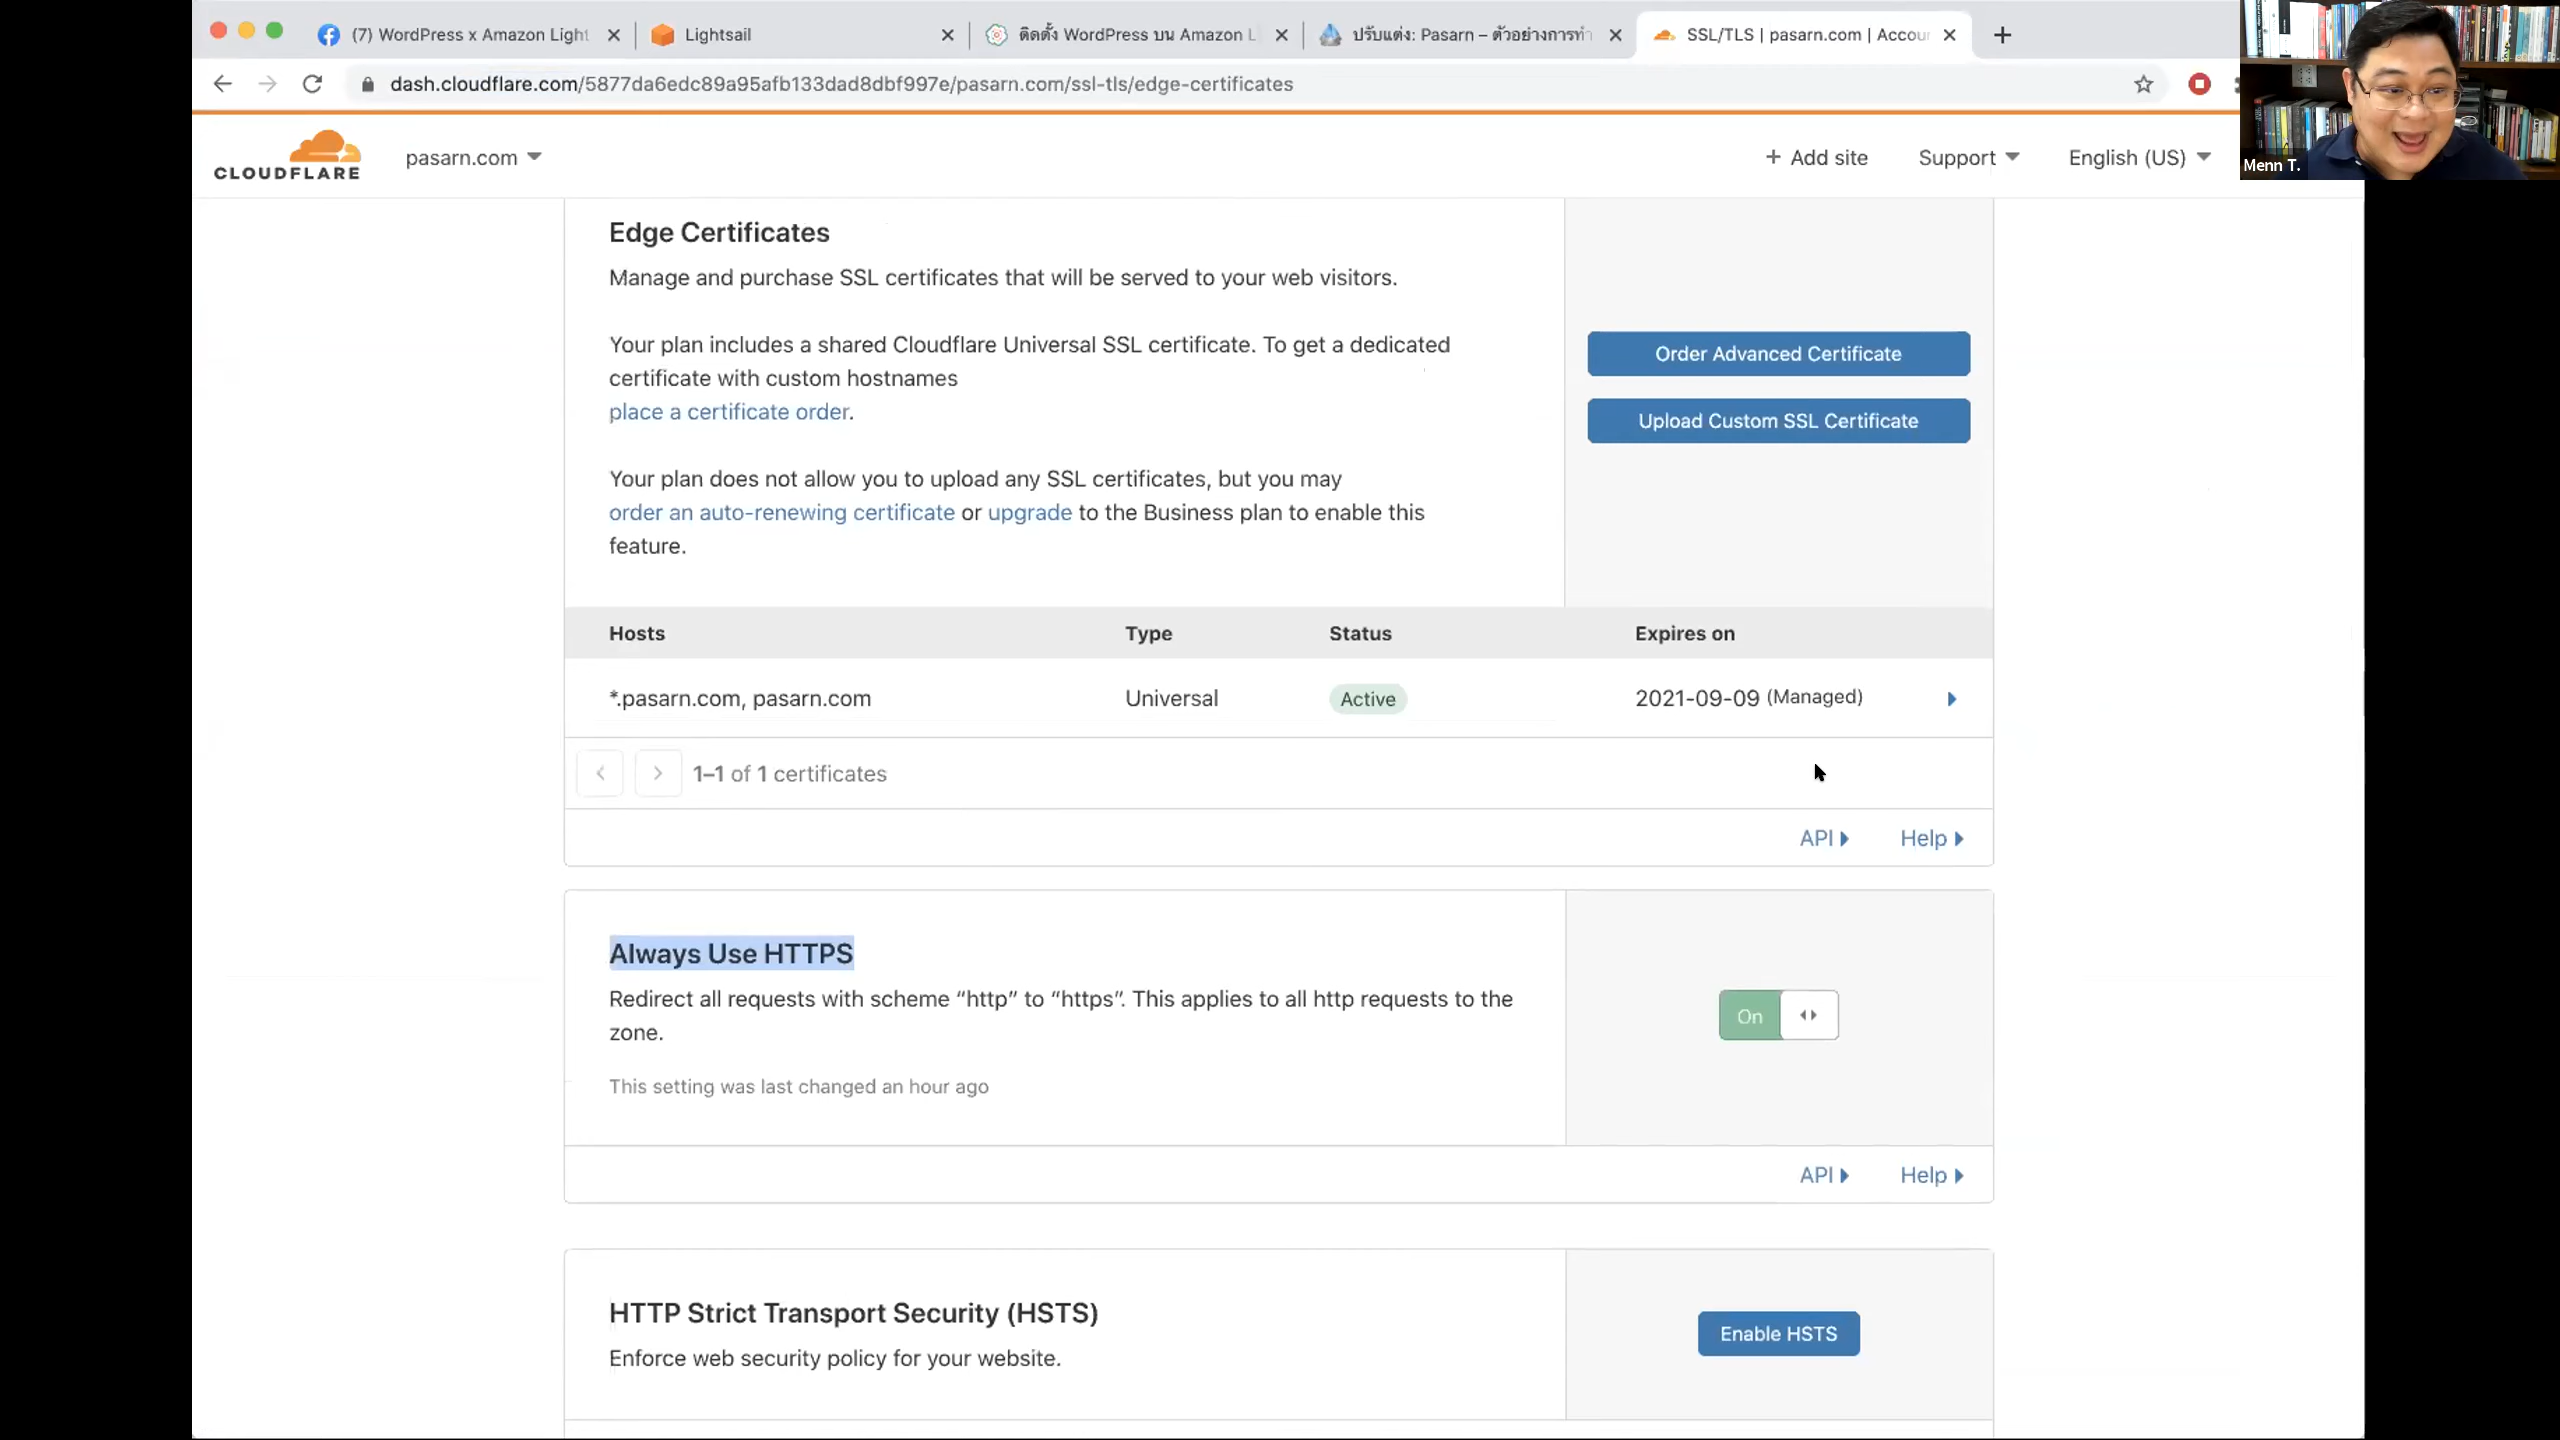 (7) WordPress x Amazon Light
Lightsail
ติดตั้ง WordPress บน Amazon L
ปรับแต่ง: Pasarn – ตัวอย่างการทำ
SSL/TLS | pasarn.com | Accou
dash.cloudflare.com/5877da6edc89a95afb133dad8dbf997e/pasarn.com/ssl-tls/edge-certificates
Menn T.
CLOUDFLARE
pasarn.com
+ Add site
Support
English (US)
Edge Certificates
Manage and purchase SSL certificates that will be served to your web visitors.
Your plan includes a shared Cloudflare Universal SSL certificate. To get a dedicated
certificate with custom hostnames
place a certificate order.
Order Advanced Certificate
Upload Custom SSL Certificate
Your plan does not allow you to upload any SSL certificates, but you may
order an auto-renewing certificate or upgrade to the Business plan to enable this
feature.
Hosts Type Status Expires on
*.pasarn.com, pasarn.com Universal Active 2021-09-09 (Managed)
1–1 of 1 certificates
API Help
Always Use HTTPS
Redirect all requests with scheme “http” to “https”. This applies to all http requests to the
zone.
On
This setting was last changed an hour ago
API Help
HTTP Strict Transport Security (HSTS)
Enforce web security policy for your website.
Enable HSTS